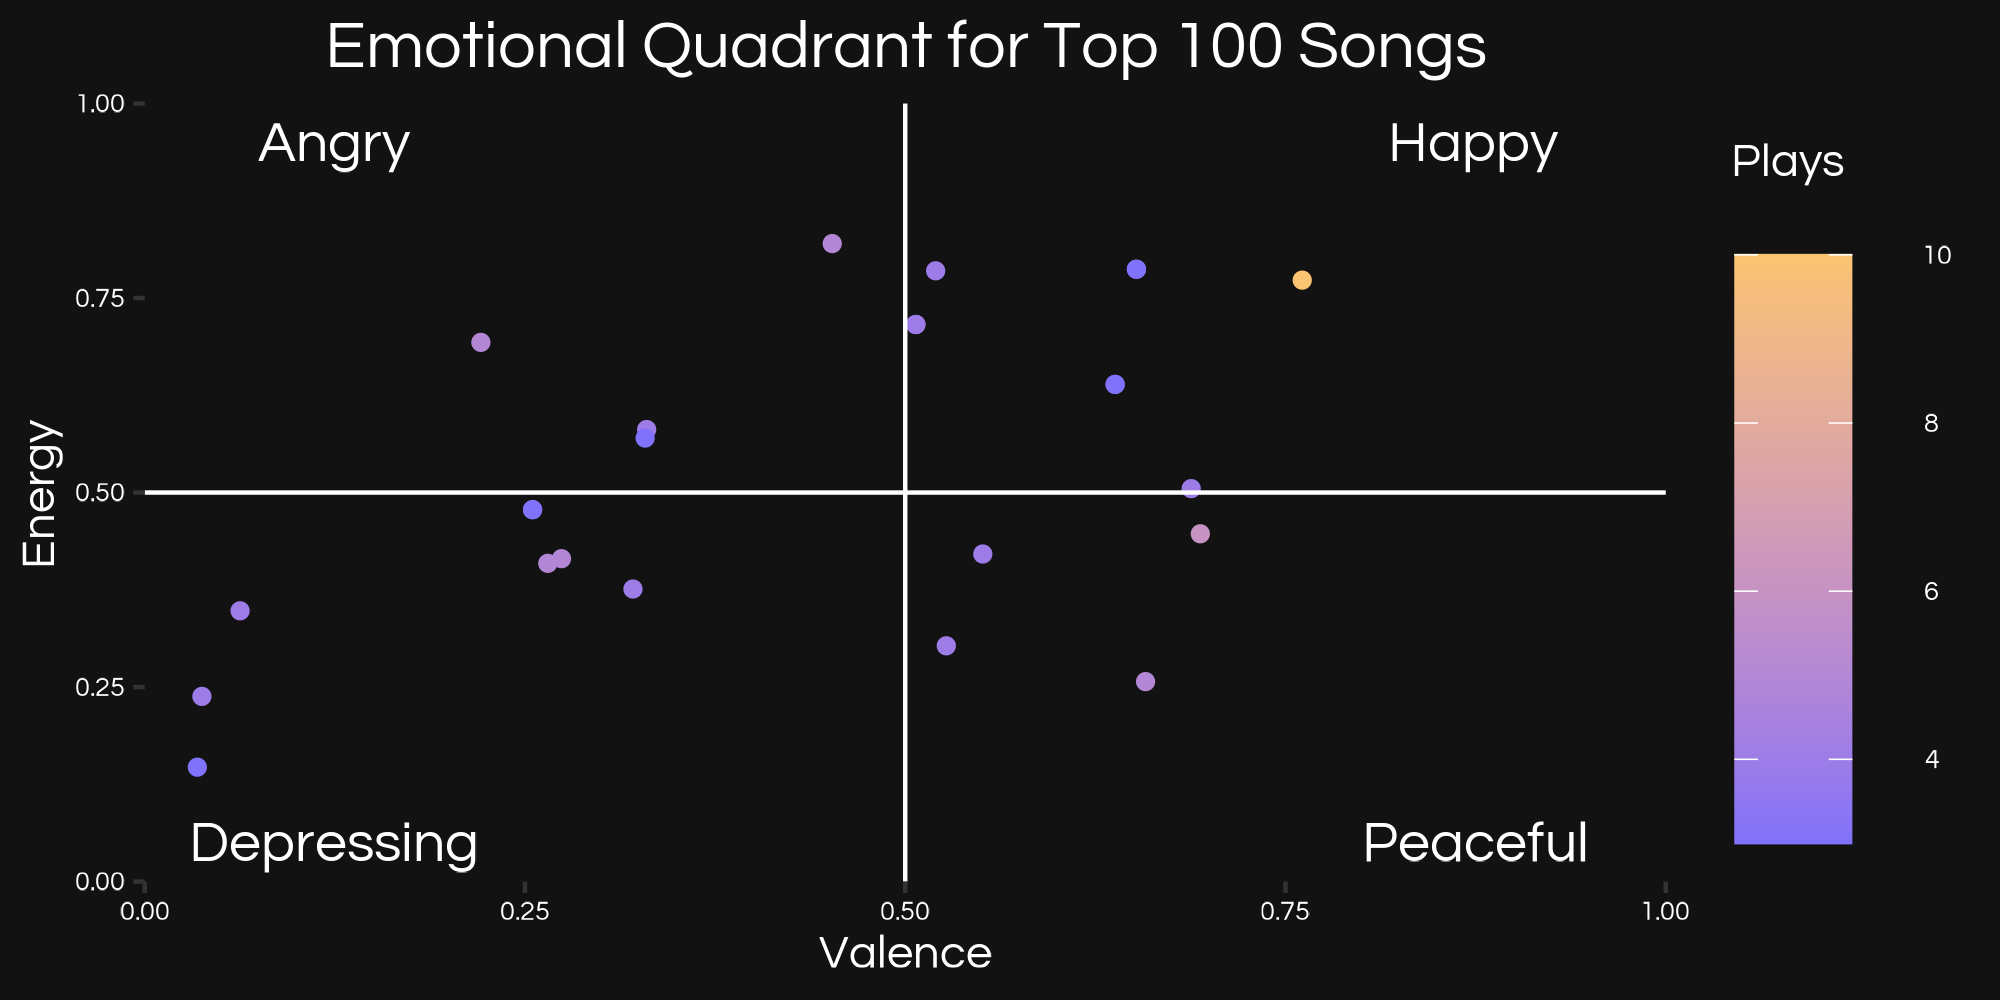 Emotional Quadrant for Top 100 Songs
1.00
Angry
Happy
Plays
10
0.75
8
Energy
0.50
6
0.25
4
Depressing
Peaceful
0.00
0.00 0.25 0.50 0.75 1.00
Valence